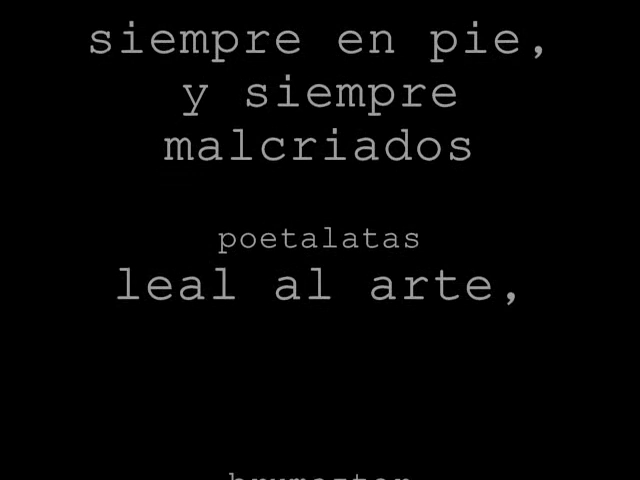 siempre en pie,
y siempre
malcriados
poetalatas
leal al arte,